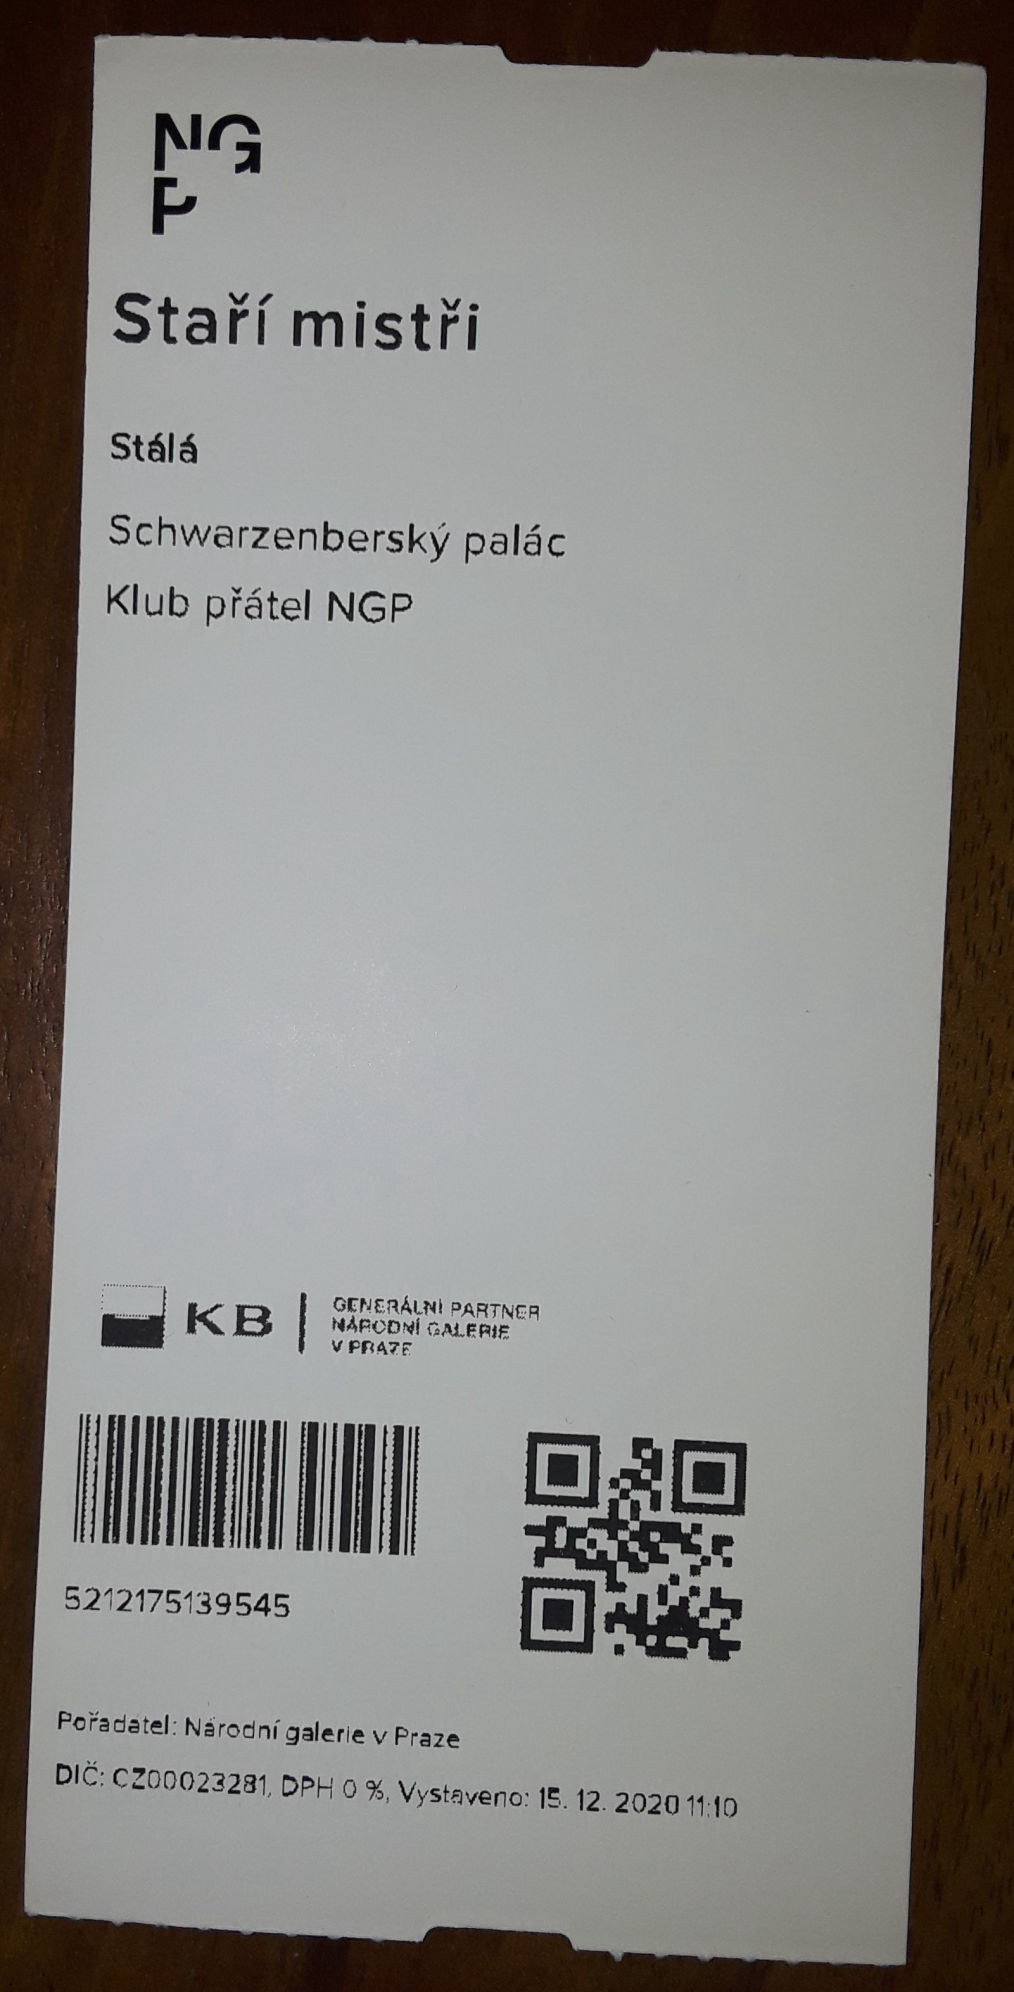 NG
P
Staří mistři
Stálá
Schwarzenberský palác
Klub přátel NGP
KB
GENERÁLNÍ PARTNER
NÁRODNÍ GALERIE
V PRAZE
5212175139545
Pořadatel: Národní galerie v Praze
DIČ: CZ00023281, DPH 0 %, Vystaveno: 15. 12. 2020 11:10